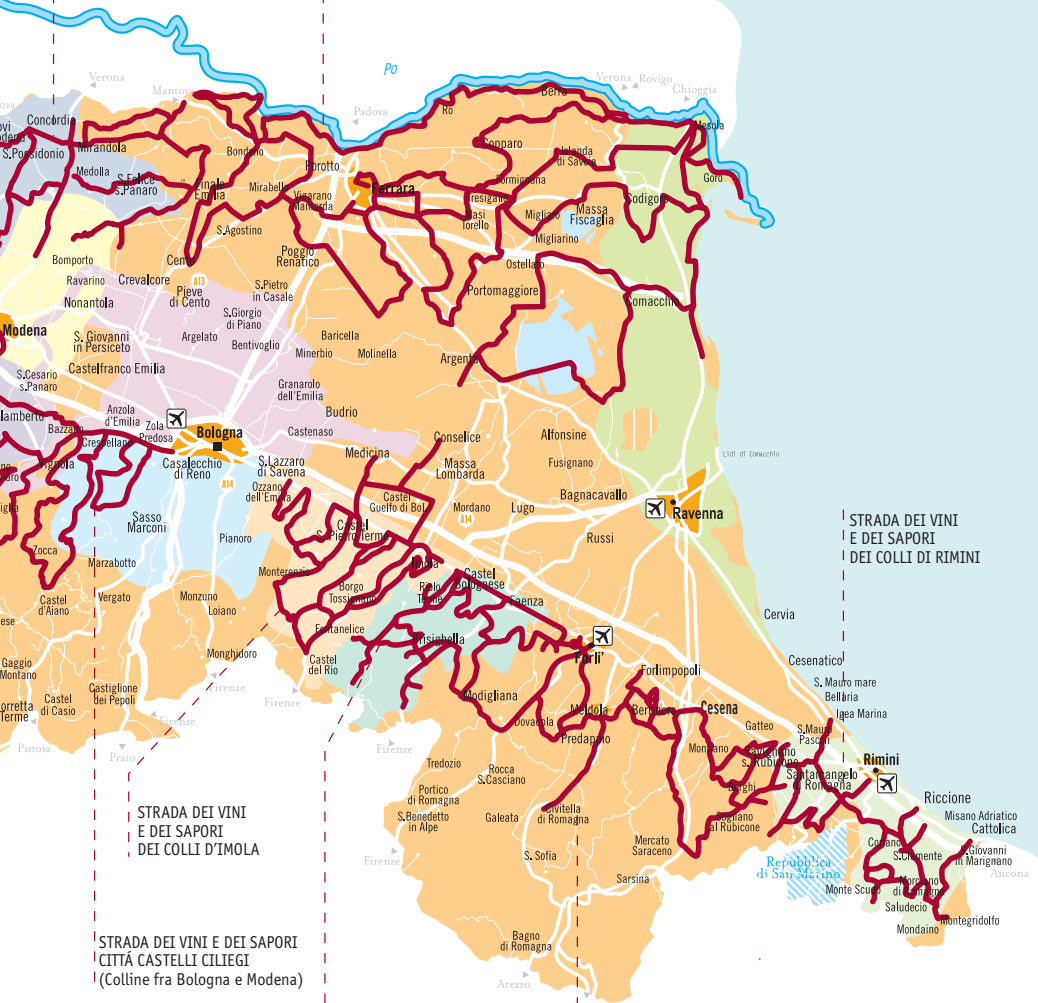 Po
Verona
Mantova
Padova
Verona
Rovigo
Chioggia
Concordia
S.Possidonio
Mirandola
Medolla
S.Felice
s.Panaro
Finale
Emilia
Bondeno
Mirabello
Vigarano
Mainarda
Porotto
Ferrara
Ro
Berra
Copparo
Jolanda
di Savoia
Formignana
Tresigallo
Masi
Torello
Migliaro
Migliarino
Massa
Fiscaglia
Codigoro
Mesola
Goro
S.Agostino
Poggio
Renatico
Ostellato
Portomaggiore
Comacchio
Bomporto
Ravarino
Crevalcore
Cento
A13
Pieve
di Cento
S.Pietro
in Casale
Nonantola
S.Giorgio
di Piano
Modena
S. Giovanni
in Persiceto
Argelato
Bentivoglio
Baricella
Minerbio
Molinella
Argenta
Castelfranco Emilia
S.Cesario
s.Panaro
Granarolo
dell'Emilia
Budrio
Anzola
d'Emilia
Zola
Predosa
Bazzano
Crespellano
Bologna
Castenaso
Vignola
Casalecchio
di Reno
A14
S.Lazzaro
di Savena
Ozzano
dell'Emilia
Medicina
Conselice
Massa
Lombarda
Alfonsine
Fusignano
Lidi di Comacchio
Castel
Guelfo di Bol.
Mordano
A14
Lugo
Bagnacavallo
Ravenna
Russi
Sasso
Marconi
Pianoro
Castel
S.Pietro Terme
Zocca
Marzabotto
Monterenzio
Imola
Castel
Bolognese
Riolo
Terme
Faenza
Castel
d'Aiano
Vergato
Monzuno
Loiano
Borgo
Tossignano
Fontanelice
Brisighella
Castel
del Rio
Monghidoro
Gaggio
Montano
Castel
di Casio
Castiglione
dei Pepoli
Firenze
Firenze
Firenze
Pistoia
Prato
Firenze
Firenze
Forlì'
Forlimpopoli
Cervia
Cesenatico
S. Mauro mare
Bellaria
Igea Marina
Modigliana
Dovadola
Meldola
Predappio
Bertinoro
Cesena
Gatteo
S.Mauro
Pascoli
Montiano
Savignano
s. Rubicone
Santarcangelo
di Romagna
Borghi
Rimini
Tredozio
Rocca
S.Casciano
Portico
di Romagna
S.Benedetto
in Alpe
Galeata
Civitella
di Romagna
Sogliano
al Rubicone
Mercato
Saraceno
S. Sofia
Sarsina
Bagno
di Romagna
Arezzo
Repubblica
di San Marino
Riccione
Misano Adriatico
Cattolica
Coriano
S.Clemente
S.Giovanni
in Marignano
Ancona
Monte Scudo
Morciano
di Romagna
Saludecio
Mondaino
Montegridolfo
STRADA DEI VINI
E DEI SAPORI
DEI COLLI DI RIMINI
STRADA DEI VINI
E DEI SAPORI
DEI COLLI D'IMOLA
STRADA DEI VINI E DEI SAPORI
CITTÁ CASTELLI CILIEGI
(Colline fra Bologna e Modena)